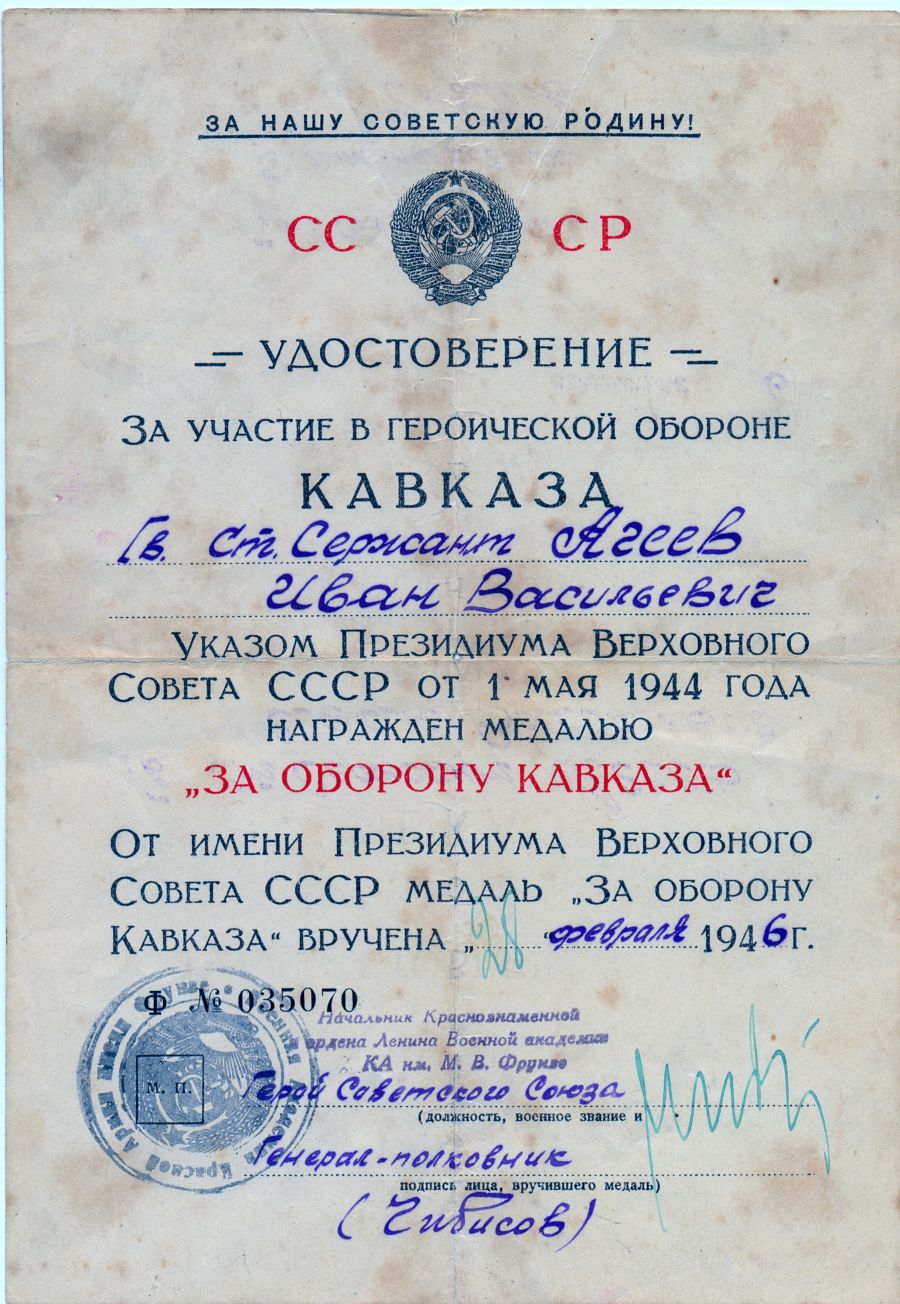 ЗА НАШУ СОВЕТСКУЮ РОДИНУ!
СС СР
УДОСТОВЕРЕНИЕ
ЗА УЧАСТИЕ В ГЕРОИЧЕСКОЙ ОБОРОНЕ
КАВКАЗА
Гв. Ст. Сержант Агеев
Иван Васильевич
УКАЗОМ ПРЕЗИДИУМА ВЕРХОВНОГО
СОВЕТА СССР ОТ 1 МАЯ 1944 ГОДА
НАГРАЖДЕН МЕДАЛЬЮ
„ЗА ОБОРОНУ КАВКАЗА“
ОТ ИМЕНИ ПРЕЗИДИУМА ВЕРХОВНОГО
СОВЕТА СССР МЕДАЛЬ „ЗА ОБОРОНУ
КАВКАЗА“ ВРУЧЕНА „28“ февраля 1946 г.
Ф № 035070
Начальник Краснознаменной
и ордена Ленина Военной академии
КА им. М. В. Фрунзе
М. П.
Герой Советского Союза
(должность, военное звание и
Генерал-полковник
подпись лица, вручившего медаль)
(Чибисов)